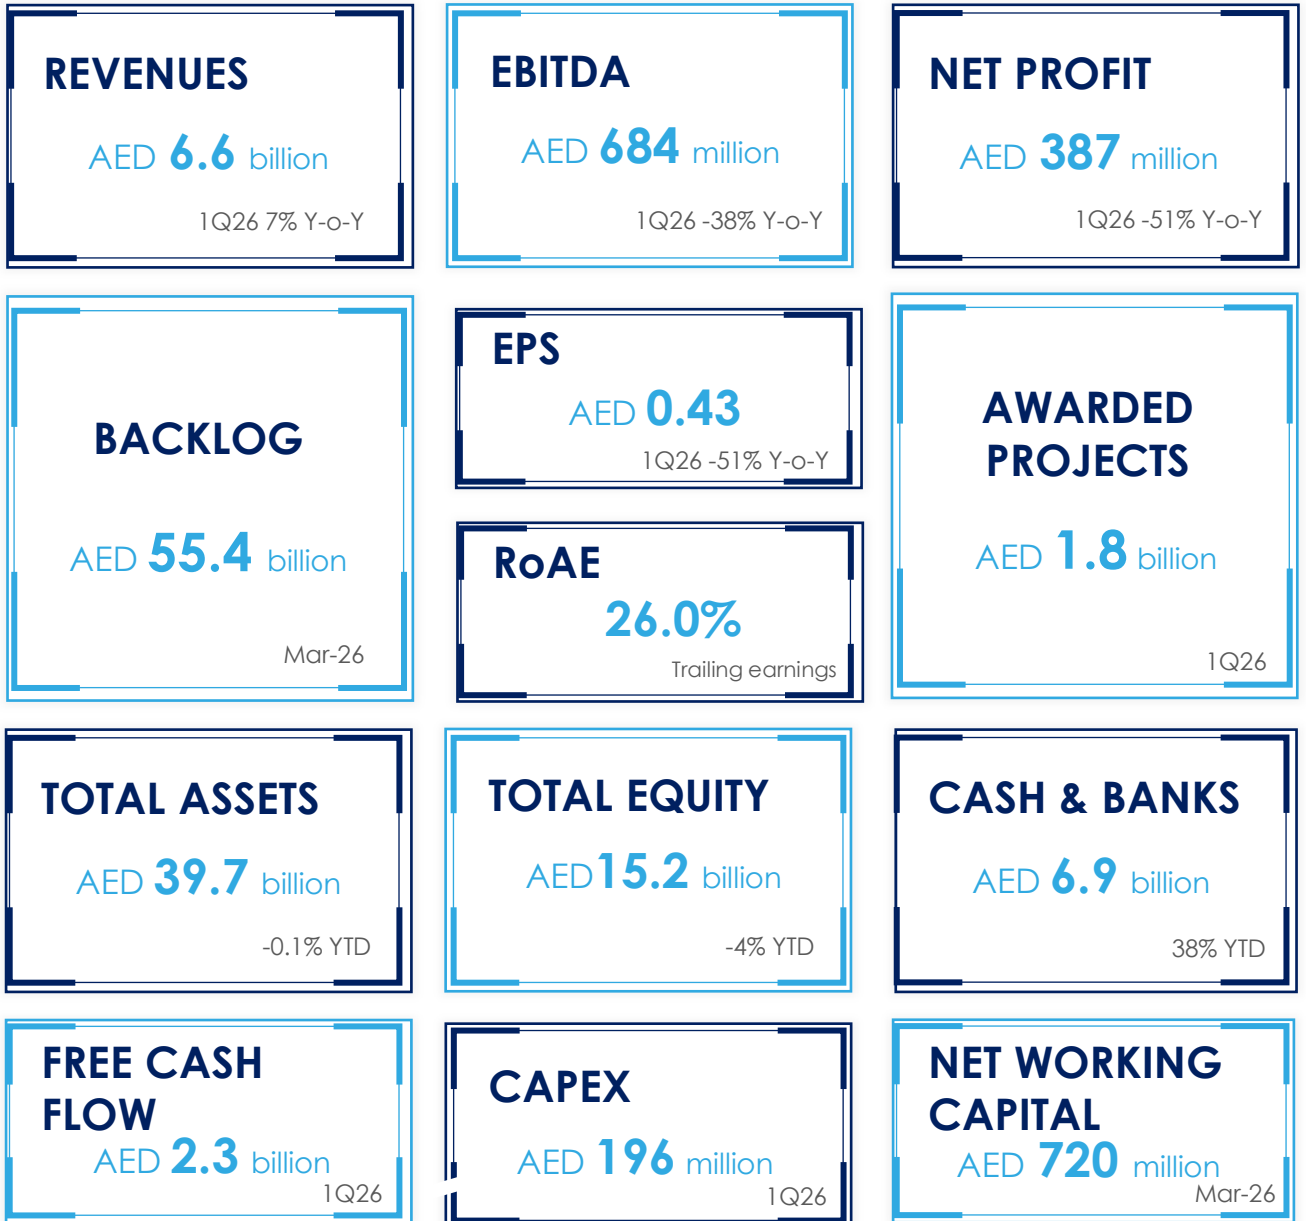 REVENUES
AED 6.6 billion
1Q26 7% Y-o-Y
EBITDA
AED 684 million
1Q26 -38% Y-o-Y
NET PROFIT
AED 387 million
1Q26 -51% Y-o-Y
BACKLOG
AED 55.4 billion
Mar-26
EPS
AED 0.43
1Q26 -51% Y-o-Y
RoAE
26.0%
Trailing earnings
AWARDED
PROJECTS
AED 1.8 billion
1Q26
TOTAL ASSETS
AED 39.7 billion
-0.1% YTD
TOTAL EQUITY
AED15.2 billion
-4% YTD
CASH & BANKS
AED 6.9 billion
38% YTD
FREE CASH
FLOW
AED 2.3 billion
1Q26
CAPEX
AED 196 million
1Q26
NET WORKING
CAPITAL
AED 720 million
Mar-26